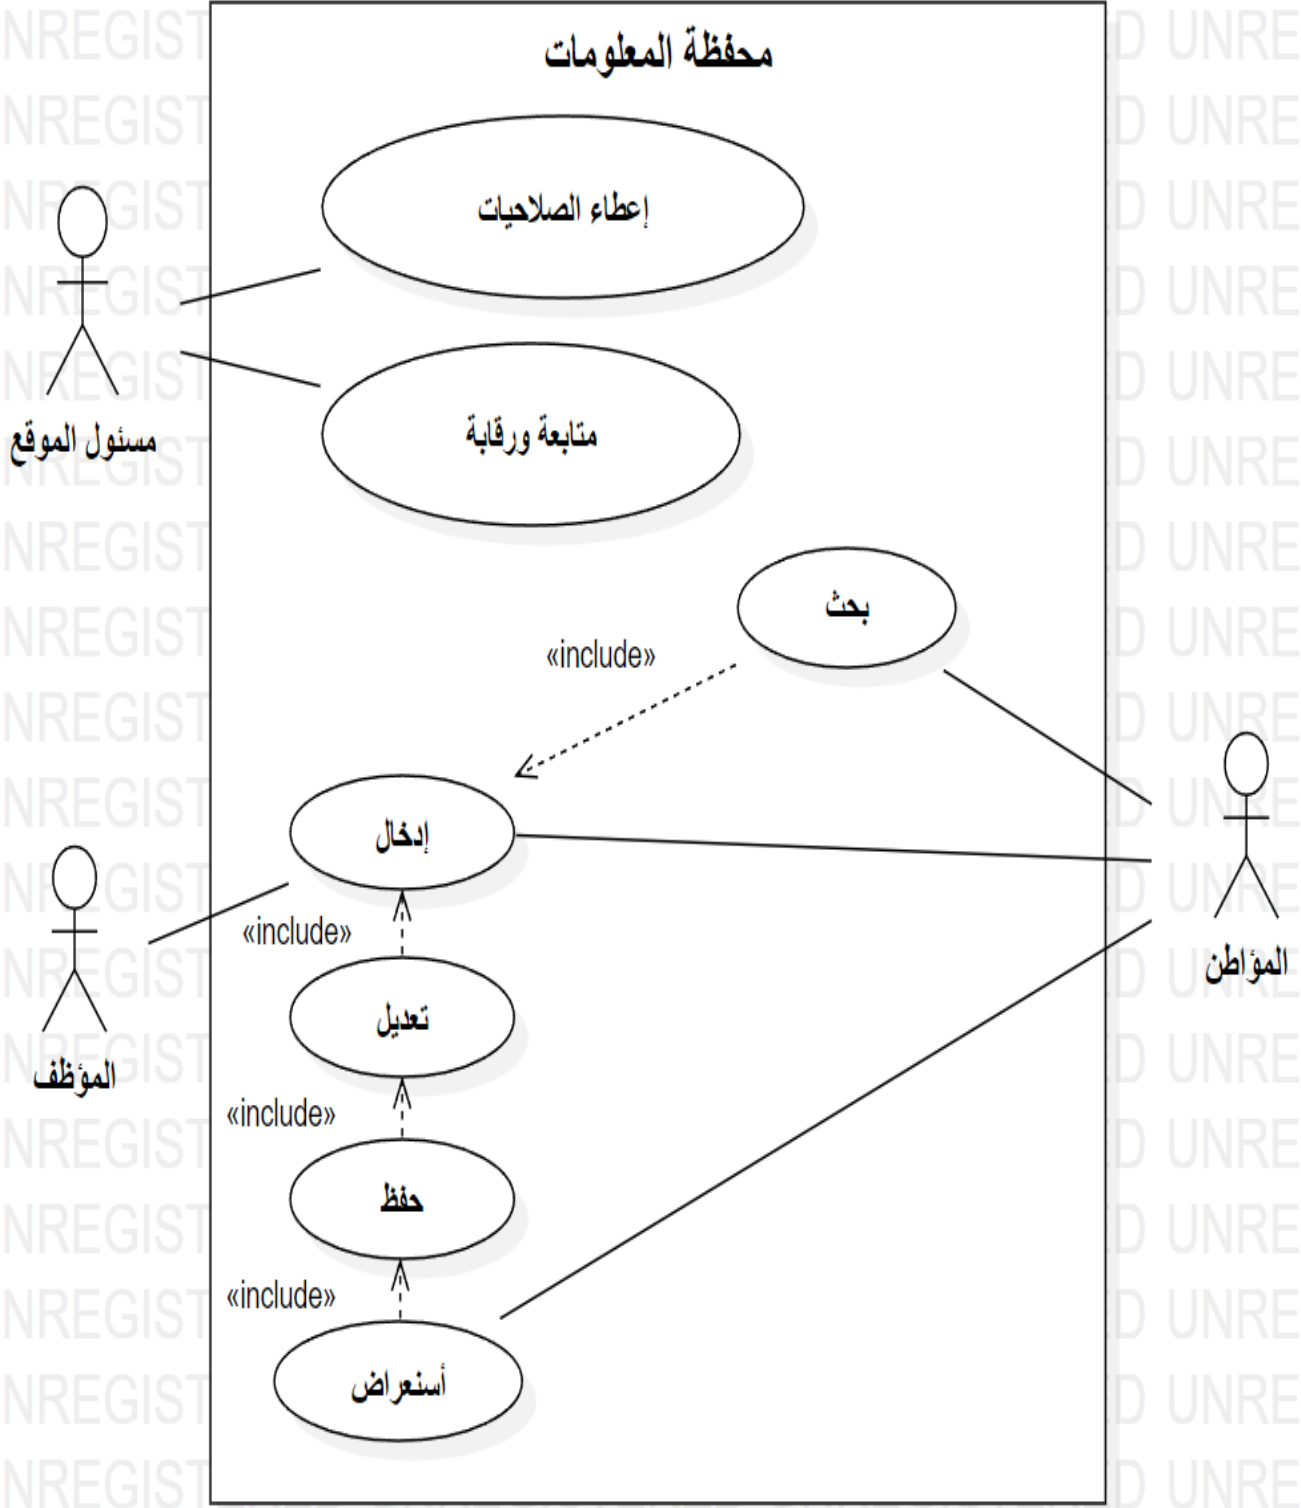 محفظة المعلومات
إعطاء الصلاحيات
مسئول الموقع
متابعة ورقابة
بحث
«include»
إدخال
«include»
المؤاطن
تعديل
المؤظف
«include»
حفظ
«include»
أسنعراض